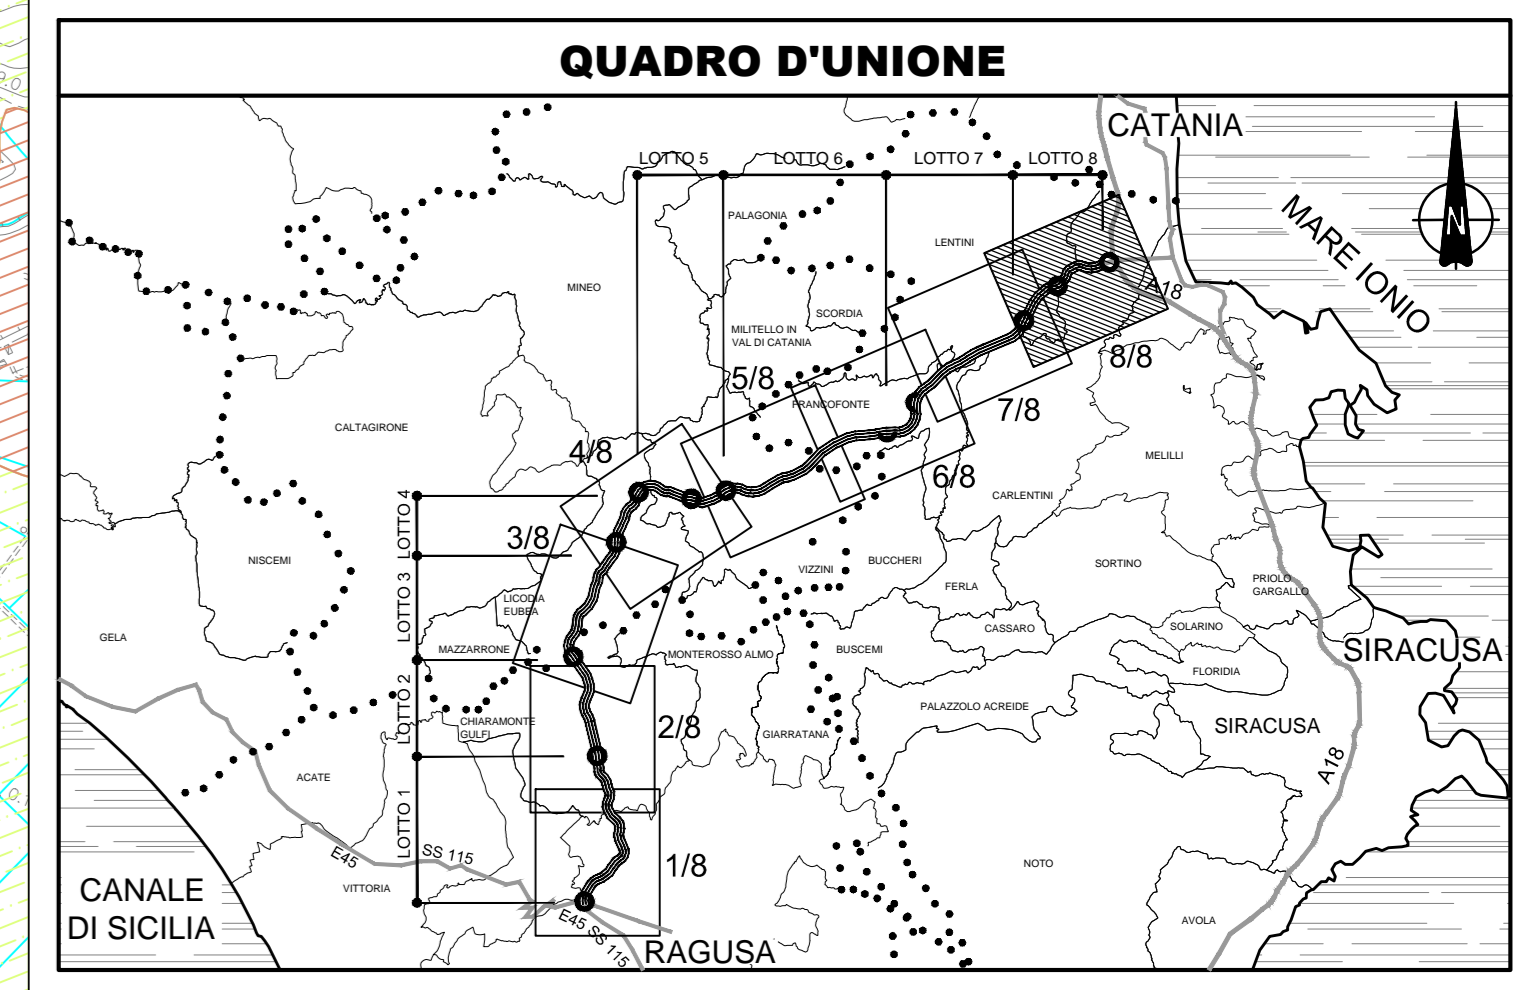 QUADRO D'UNIONE
CATANIA
LOTTO 5
LOTTO 6
LOTTO 7
LOTTO 8
PALAGONIA
LENTINI
MARE IONIO
N
MINEO
A18
SCORDIA
MILITELLO IN
VAL DI CATANIA
8/8
5/8
FRANCOFONTE
7/8
CALTAGIRONE
4/8
MELILLI
6/8
CARLENTINI
LOTTO 4
3/8
NISCEMI
VIZZINI
BUCCHERI
SORTINO
FERLA
PRIOLO
GARGALLO
LOTTO 3
LICODIA
EUBEA
GELA
CASSARO
SOLARINO
MAZZARRONE
MONTEROSSO ALMO
BUSCEMI
SIRACUSA
FLORIDIA
LOTTO 2
CHIARAMONTE
GULFI
2/8
GIARRATANA
PALAZZOLO ACREIDE
SIRACUSA
ACATE
A18
LOTTO 1
E45
SS 115
1/8
NOTO
CANALE
DI SICILIA
VITTORIA
E45 SS 115
RAGUSA
AVOLA